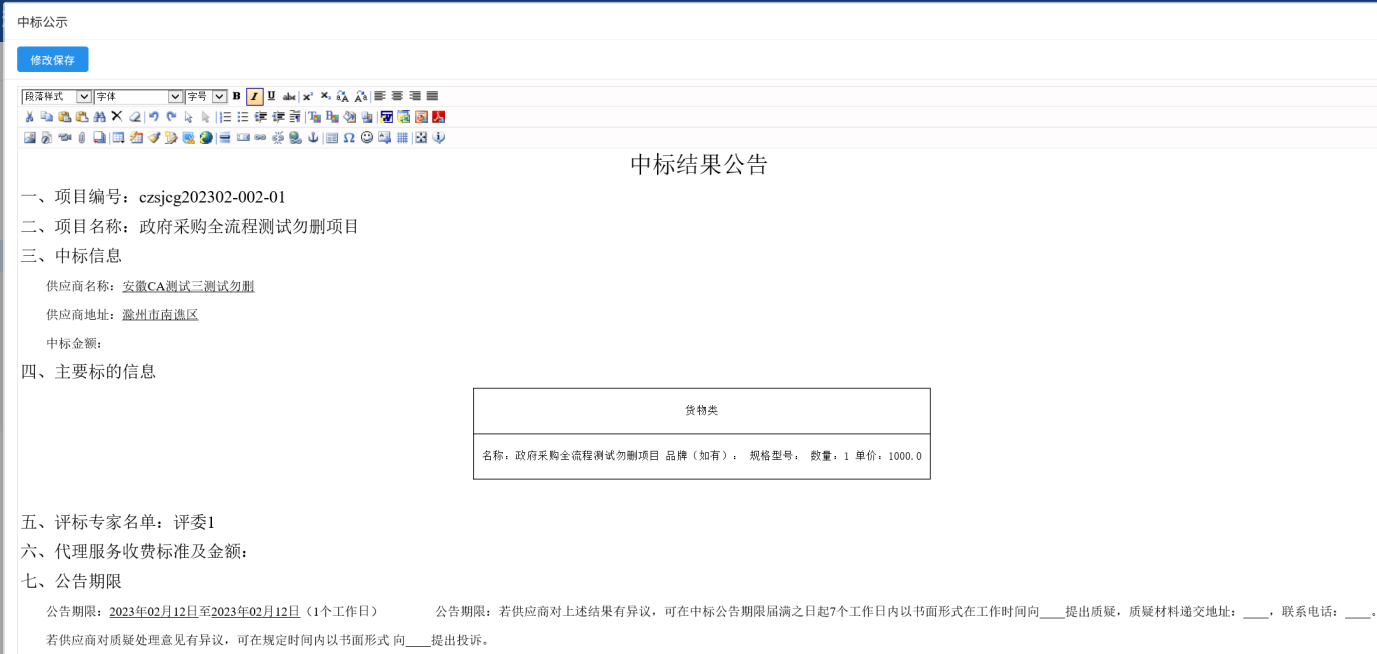 中标公示
修改保存
段落样式 字体 字号
中标结果公告
一、项目编号：czsjcg202302-002-01
二、项目名称：政府采购全流程测试勿删项目
三、中标信息
供应商名称：安徽CA测试三测试勿删
供应商地址：滁州市南谯区
中标金额：
四、主要标的信息
货物类
名称：政府采购全流程测试勿删项目 品牌（如有）： 规格型号： 数量：1 单价：1000.0
五、评标专家名单：评委1
六、代理服务收费标准及金额：
七、公告期限
公告期限：2023年02月12日至2023年02月12日（1个工作日） 公告期限：若供应商对上述结果有异议，可在中标公告期限届满之日起7个工作日内以书面形式在工作时间向____提出质疑，质疑材料递交地址：____，联系电话：____。
若供应商对质疑处理意见有异议，可在规定时间内以书面形式 向____提出投诉。